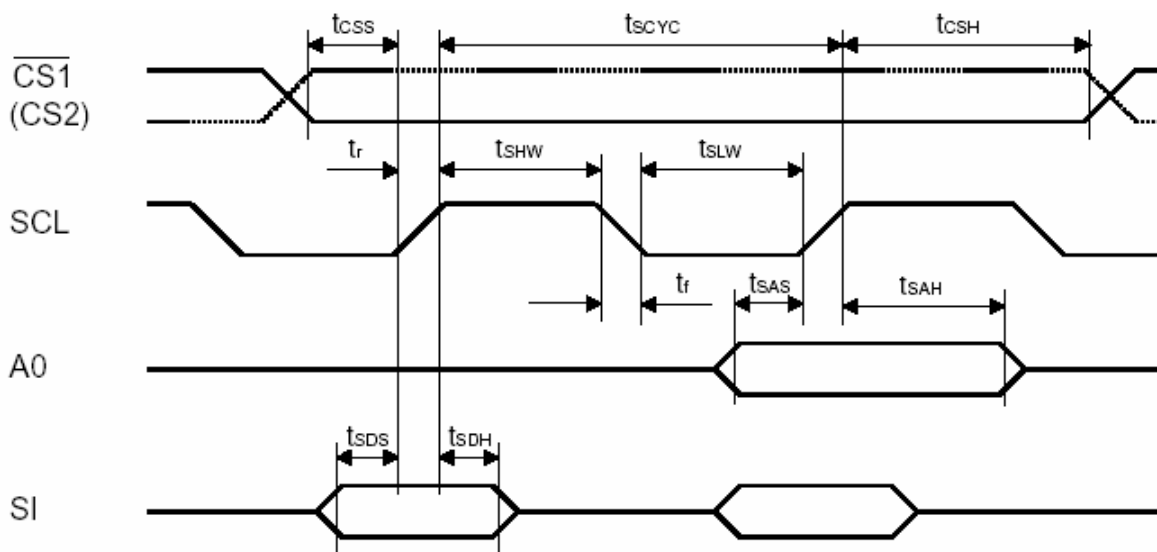 tCSS tSCYC tCSH
CS1
(CS2)
tr tSHW tSLW
SCL
tf tSAS tSAH
A0
tSDS tSDH
SI